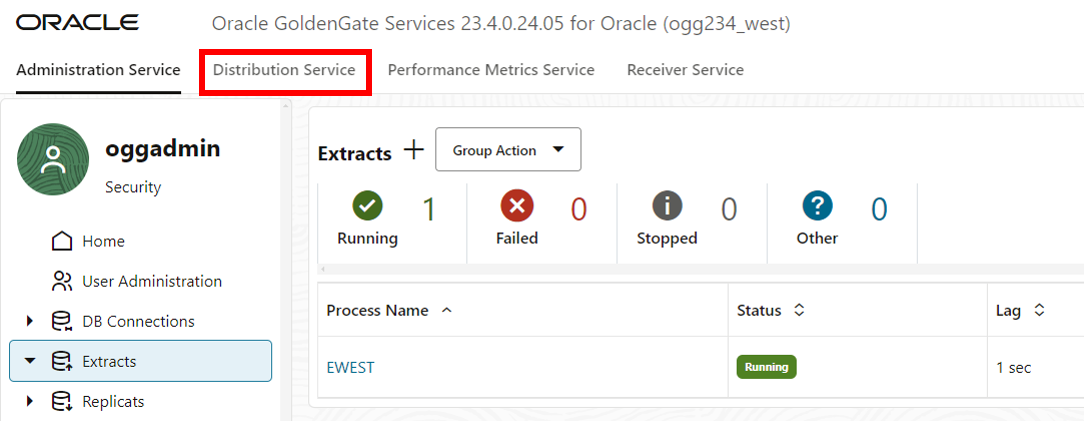 ORACLE Oracle GoldenGate Services 23.4.0.24.05 for Oracle (ogg234_west)
Administration Service Distribution Service Performance Metrics Service Receiver Service
oggadmin
Security
Home
User Administration
DB Connections
Extracts
Replicats
Extracts Group Action
1 0 0 0
Running Failed Stopped Other
Process Name Status Lag
EWEST Running 1 sec